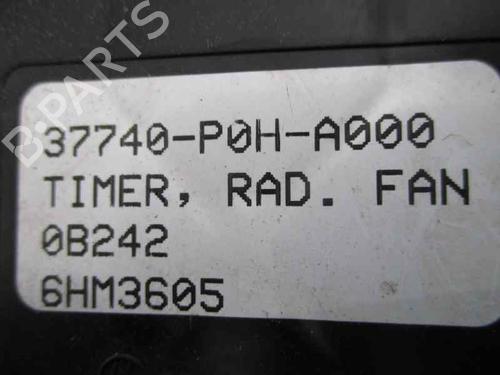 B-PARTS
37740-P0H-A000
TIMER, RAD. FAN
0B242
6HM3605